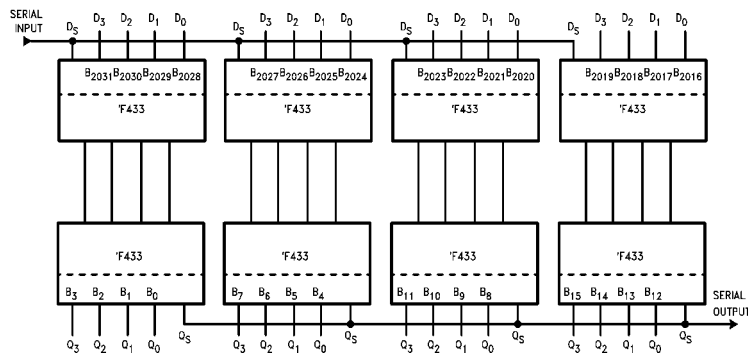 SERIAL INPUT
D_S D_3 D_2 D_1 D_0 D_S D_3 D_2 D_1 D_0 D_S D_3 D_2 D_1 D_0 D_S D_3 D_2 D_1 D_0
B_2031 B_2030 B_2029 B_2028 B_2027 B_2026 B_2025 B_2024 B_2023 B_2022 B_2021 B_2020 B_2019 B_2018 B_2017 B_2016
'F433 'F433 'F433 'F433
'F433 'F433 'F433 'F433
B_3 B_2 B_1 B_0 B_7 B_6 B_5 B_4 B_11 B_10 B_9 B_8 B_15 B_14 B_13 B_12
SERIAL OUTPUT
Q_3 Q_2 Q_1 Q_0 Q_S Q_3 Q_2 Q_1 Q_0 Q_S Q_3 Q_2 Q_1 Q_0 Q_S Q_3 Q_2 Q_1 Q_0 Q_S